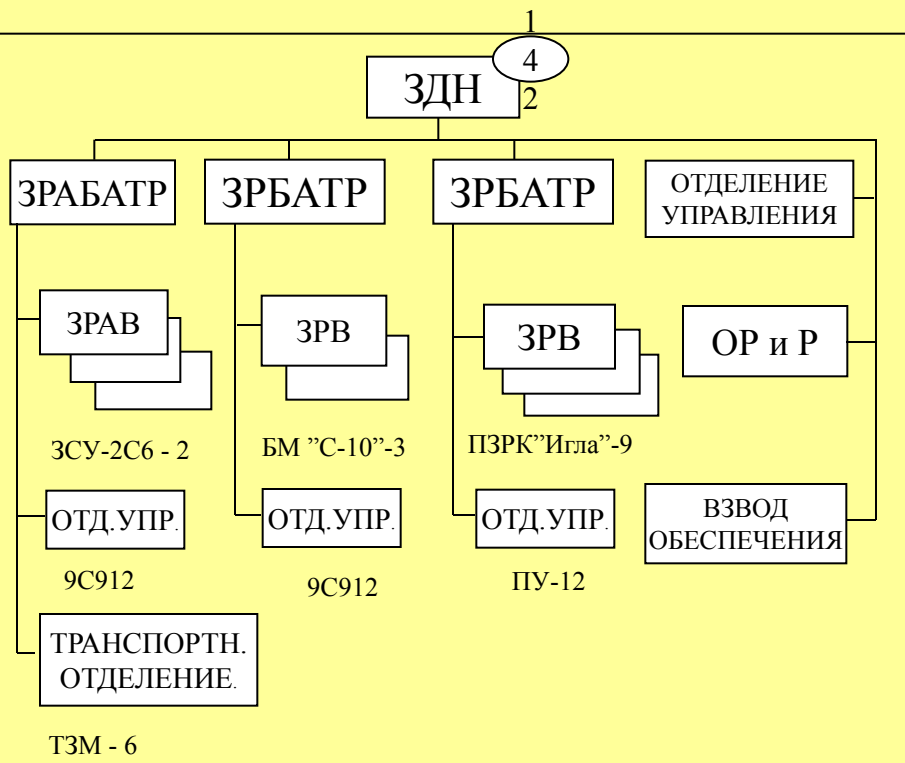 1
4
ЗДН
2
ЗРАБАТР
ЗРБАТР
ЗРБАТР
ОТДЕЛЕНИЕ
УПРАВЛЕНИЯ
ЗРАВ
ЗРВ
ЗРВ
ОР и Р
ЗСУ-2С6 - 2
БМ ”С-10”-3
ПЗРК”Игла”-9
ОТД.УПР.
ОТД.УПР.
ОТД.УПР.
ВЗВОД
ОБЕСПЕЧЕНИЯ
9С912
9С912
ПУ-12
ТРАНСПОРТН.
ОТДЕЛЕНИЕ.
ТЗМ - 6